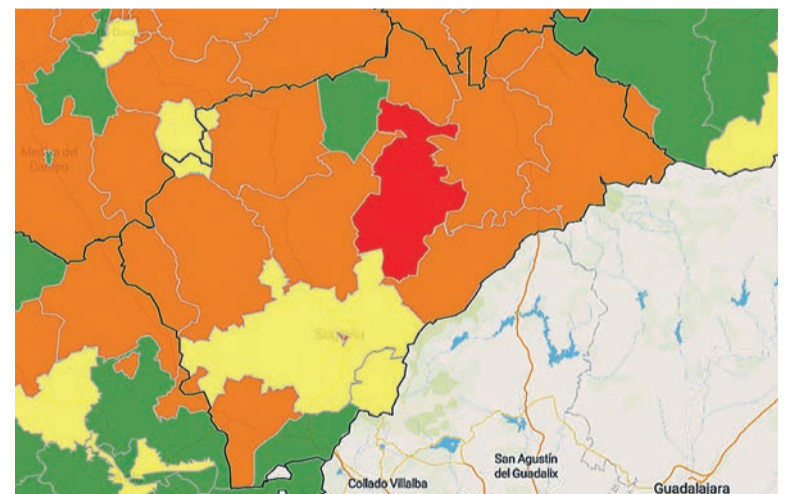 Medina del
Campo
Segovia
San Agustín
del Guadalix
Collado Villalba
Guadalajara